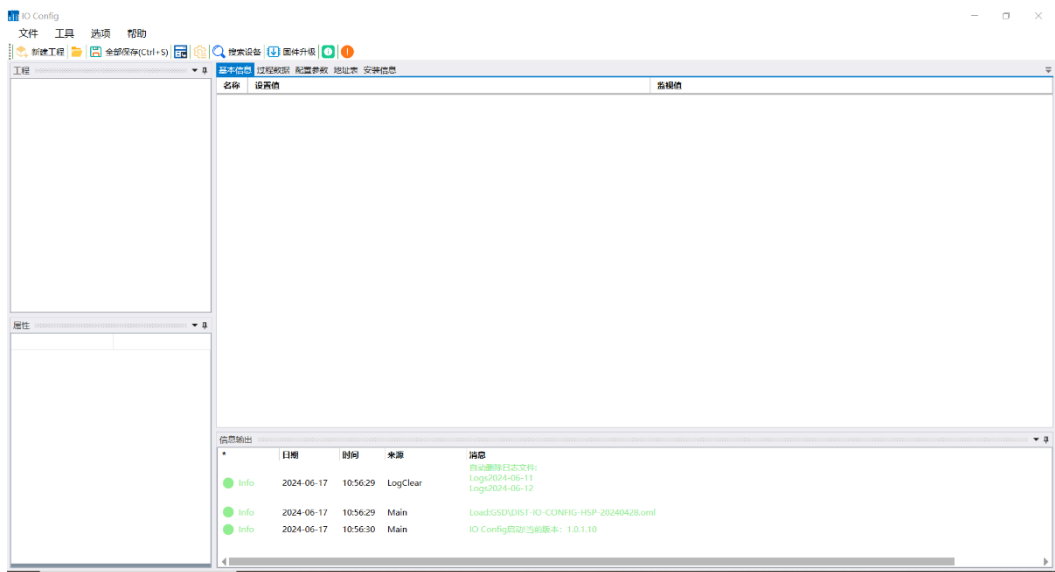 IO Config
文件 工具 选项 帮助
新建工程 全部保存(Ctrl+S) 搜索设备 固件升级
工程
基本信息 过程数据 配置参数 地址表 安装信息
名称 设置值 监视值
属性
信息输出
* 日期 时间 来源 消息
自动删除日志文件:
Logs2024-06-11
Logs2024-06-12
Info 2024-06-17 10:56:29 LogClear
Info 2024-06-17 10:56:29 Main Load:GSD\DIST-IO-CONFIG-HSP-20240428.oml
Info 2024-06-17 10:56:30 Main IO Config启动!当前版本：1.0.1.10